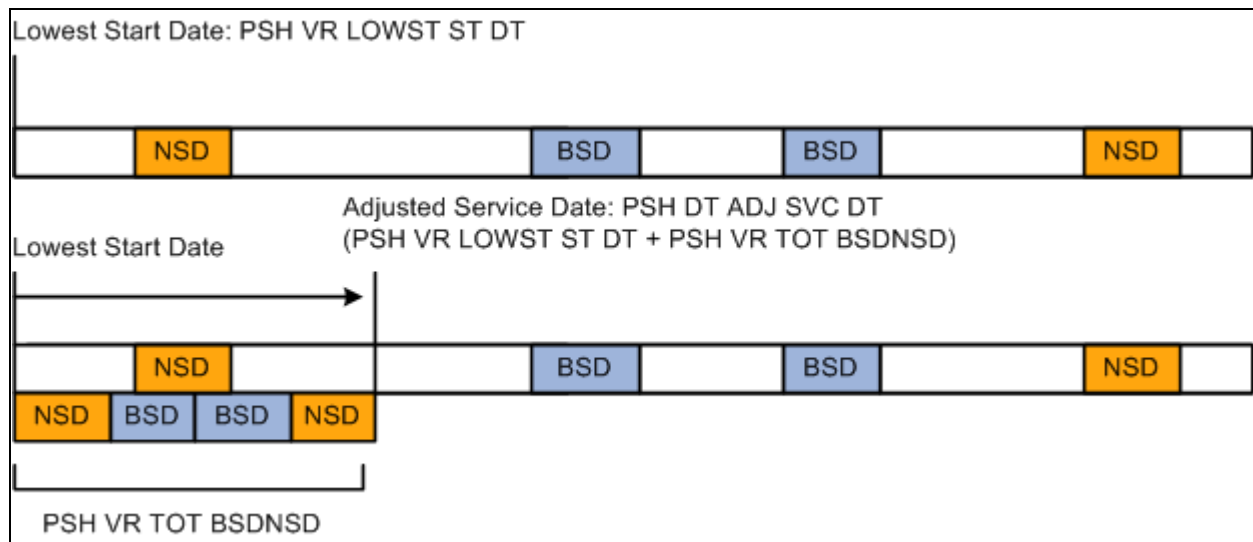 Lowest Start Date: PSH VR LOWST ST DT
NSD BSD BSD NSD
Adjusted Service Date: PSH DT ADJ SVC DT
(PSH VR LOWST ST DT + PSH VR TOT BSDNSD)
Lowest Start Date
NSD BSD BSD NSD
NSD BSD BSD NSD
PSH VR TOT BSDNSD